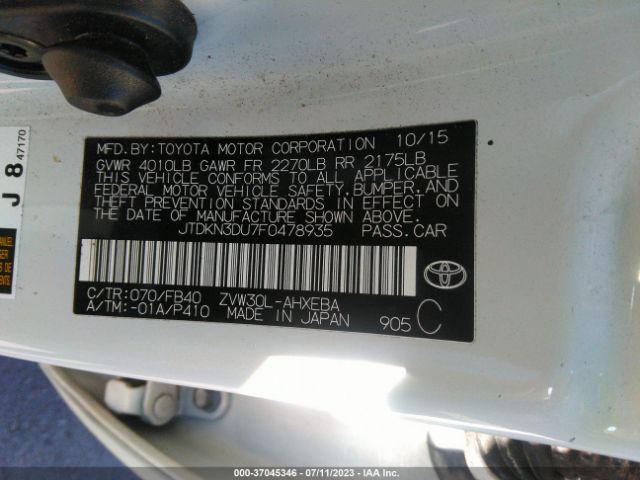 MFD. BY: TOYOTA MOTOR CORPORATION 10/15
GVWR 4010LB GAWR FR 2270LB RR 2175LB
THIS VEHICLE CONFORMS TO ALL APPLICABLE
FEDERAL MOTOR VEHICLE SAFETY, BUMPER, AND
THEFT PREVENTION STANDARDS IN EFFECT ON
THE DATE OF MANUFACTURE SHOWN ABOVE.
JTDKN3DU7F0478935 PASS. CAR
C/TR: 070/FB40 ZVW30L-AHXEBA
A/TM: -01A/P410 MADE IN JAPAN 905 C
J 8 47170
000-37045346 - 07/11/2023 - IAA Inc.